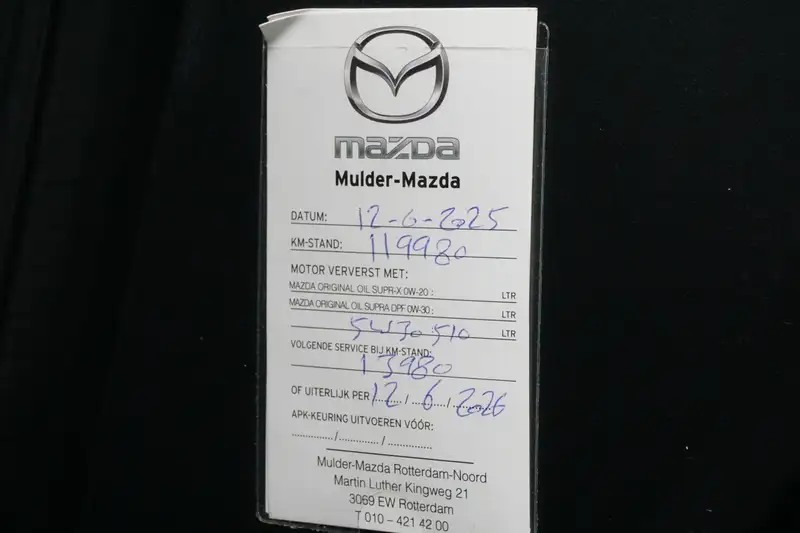 mazda
Mulder-Mazda
DATUM: 12-6-2025
KM-STAND: 119980
MOTOR VERVERST MET:
MAZDA ORIGINAL OIL SUPR-X 0W-20 : LTR
MAZDA ORIGINAL OIL SUPRA DPF 0W-30 : LTR
5W30 510 LTR
VOLGENDE SERVICE BIJ KM-STAND:
13980
OF UITERLIJK PER 12 / 6 / 2026
APK-KEURING UITVOEREN VÓÓR:
............... / ............... / ...............
Mulder-Mazda Rotterdam-Noord
Martin Luther Kingweg 21
3069 EW Rotterdam
T 010 - 421 42 00